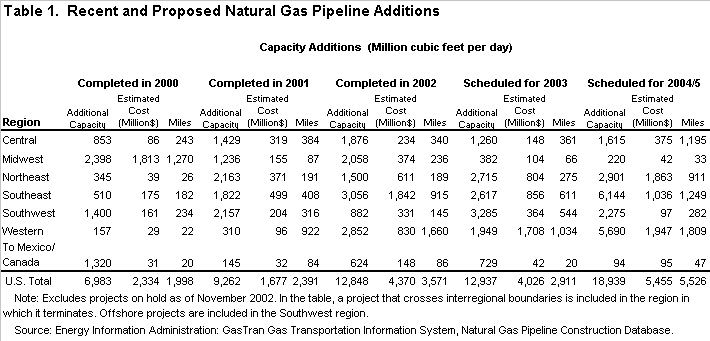 Table 1.  Recent and Proposed Natural Gas Pipeline Additions
Capacity Additions  (Million cubic feet per day)
Completed in 2000 Completed in 2001 Completed in 2002 Scheduled for 2003 Scheduled for 2004/5
Region Additional Capacity Estimated Cost (Million$) Miles Additional Capacity Estimated Cost (Million$) Miles Additional Capacity Estimated Cost (Million$) Miles Additional Capacity Estimated Cost (Million$) Miles Additional Capacity Estimated Cost (Million$) Miles
Central 853 86 243 1,429 319 384 1,876 234 340 1,260 148 361 1,615 375 1,195
Midwest 2,398 1,813 1,270 1,236 155 87 2,058 374 236 382 104 66 220 42 33
Northeast 345 39 26 2,163 371 191 1,500 611 189 2,715 804 275 2,901 1,863 911
Southeast 510 175 182 1,822 499 408 3,056 1,842 915 2,617 856 611 6,144 1,036 1,249
Southwest 1,400 161 234 2,157 204 316 882 331 145 3,285 364 544 2,275 97 282
Western 157 29 22 310 96 922 2,852 830 1,660 1,949 1,708 1,034 5,690 1,947 1,809
To Mexico/
Canada 1,320 31 20 145 32 84 624 148 86 729 42 20 94 95 47
U.S. Total 6,983 2,334 1,998 9,262 1,677 2,391 12,848 4,370 3,571 12,937 4,026 2,911 18,939 5,455 5,526
Note: Excludes projects on hold as of November 2002. In the table, a project that crosses interregional boundaries is included in the region in
which it terminates. Offshore projects are included in the Southwest region.
Source: Energy Information Administration: GasTran Gas Transportation Information System, Natural Gas Pipeline Construction Database.